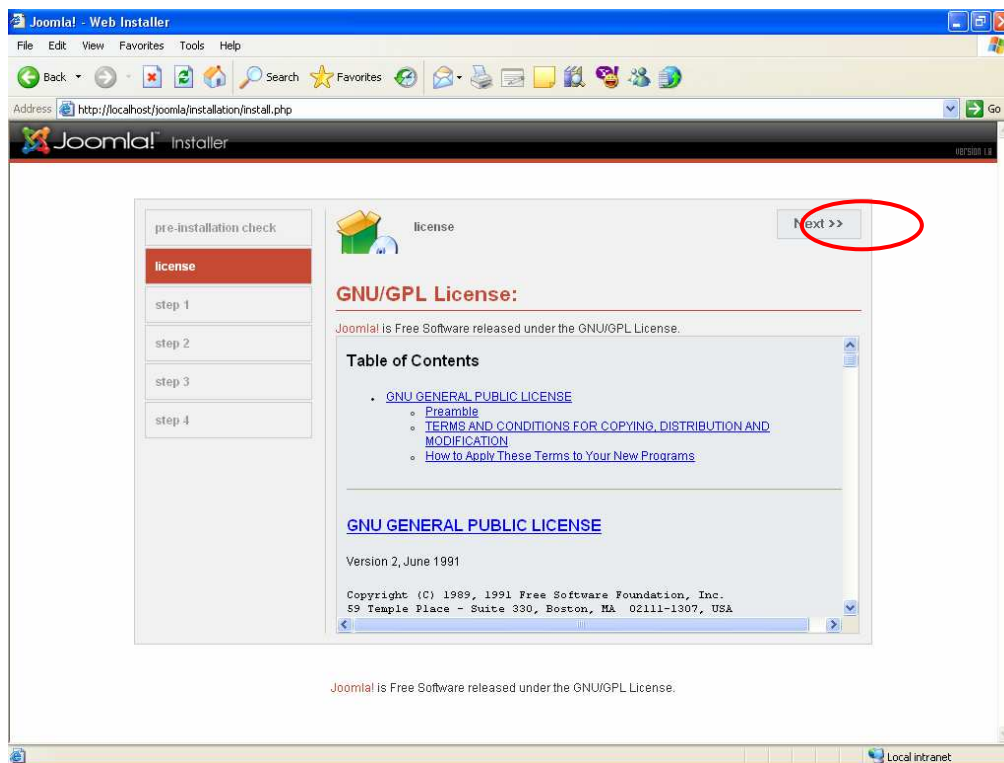 Joomla! - Web Installer
File Edit View Favorites Tools Help
Back Search Favorites
Address http://localhost/joomla/installation/install.php Go
Joomla! Installer
version 1.0
pre-installation check
license
step 1
step 2
step 3
step 4
license
Next >>
GNU/GPL License:
Joomla! is Free Software released under the GNU/GPL License.
Table of Contents
• GNU GENERAL PUBLIC LICENSE
◦ Preamble
◦ TERMS AND CONDITIONS FOR COPYING, DISTRIBUTION AND
MODIFICATION
◦ How to Apply These Terms to Your New Programs
GNU GENERAL PUBLIC LICENSE
Version 2, June 1991
Copyright (C) 1989, 1991 Free Software Foundation, Inc.
59 Temple Place - Suite 330, Boston, MA 02111-1307, USA
Joomla! is Free Software released under the GNU/GPL License.
Local intranet